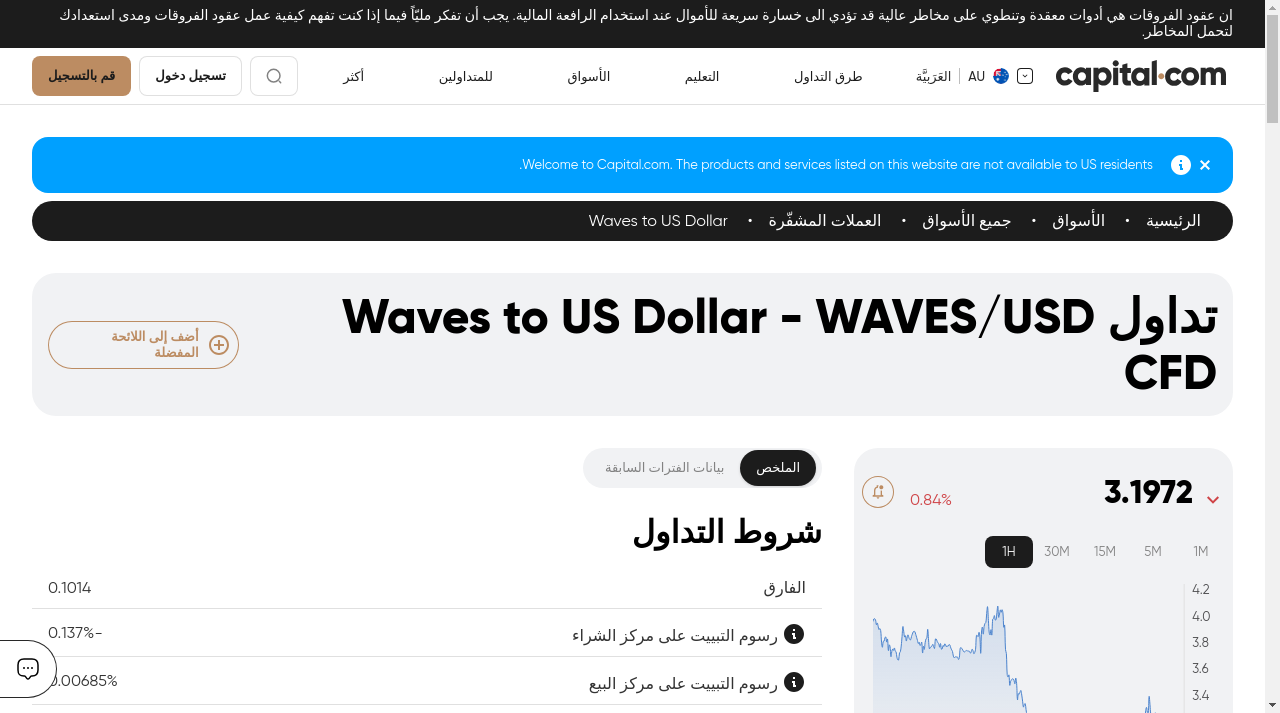 ان عقود الفروقات هي أدوات معقدة وتنطوي على مخاطر عالية قد تؤدي الى خسارة سريعة للأموال عند استخدام الرافعة المالية. يجب أن تفكر مليّاً فيما إذا كنت تفهم كيفية عمل عقود الفروقات ومدى استعدادك
لتحمل المخاطر.
capital.com
AU
العَرَبِيَّة
طرق التداول
التعليم
الأسواق
للمتداولين
أكثر
تسجيل دخول
قم بالتسجيل
Welcome to Capital.com. The products and services listed on this website are not available to US residents.
الرئيسية • الأسواق • جميع الأسواق • العملات المشفّرة • Waves to US Dollar
تداول Waves to US Dollar - WAVES/USD
CFD
أضف إلى اللائحة
المفضلة
3.1972
0.84%
1M
5M
15M
30M
1H
4.2
4.0
3.8
3.6
3.4
الملخص
بيانات الفترات السابقة
شروط التداول
الفارق
0.1014
رسوم التبييت على مركز الشراء
-0.137%
رسوم التبييت على مركز البيع
0.00685%